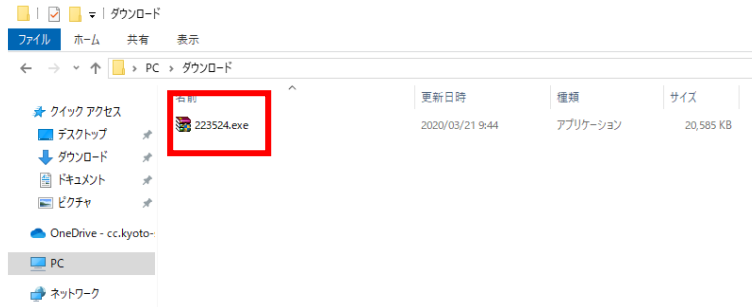 ダウンロード
ファイル ホーム 共有 表示
PC › ダウンロード
名前 更新日時 種類 サイズ
クイック アクセス
223524.exe 2020/03/21 9:44 アプリケーション 20,585 KB
デスクトップ
ダウンロード
ドキュメント
ピクチャ
OneDrive - cc.kyoto-
PC
ネットワーク